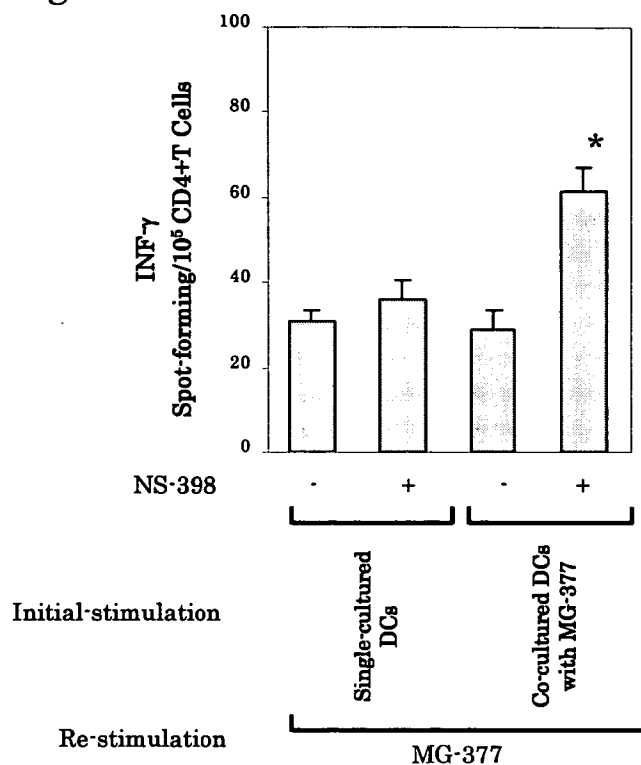 100
80
60
40
20
0
INF-γ
Spot-forming/10⁵ CD4+T Cells
*
NS-398 - + - +
Initial-stimulation
Single-cultured
DCs
Co-cultured DCs
with MG-377
Re-stimulation
MG-377